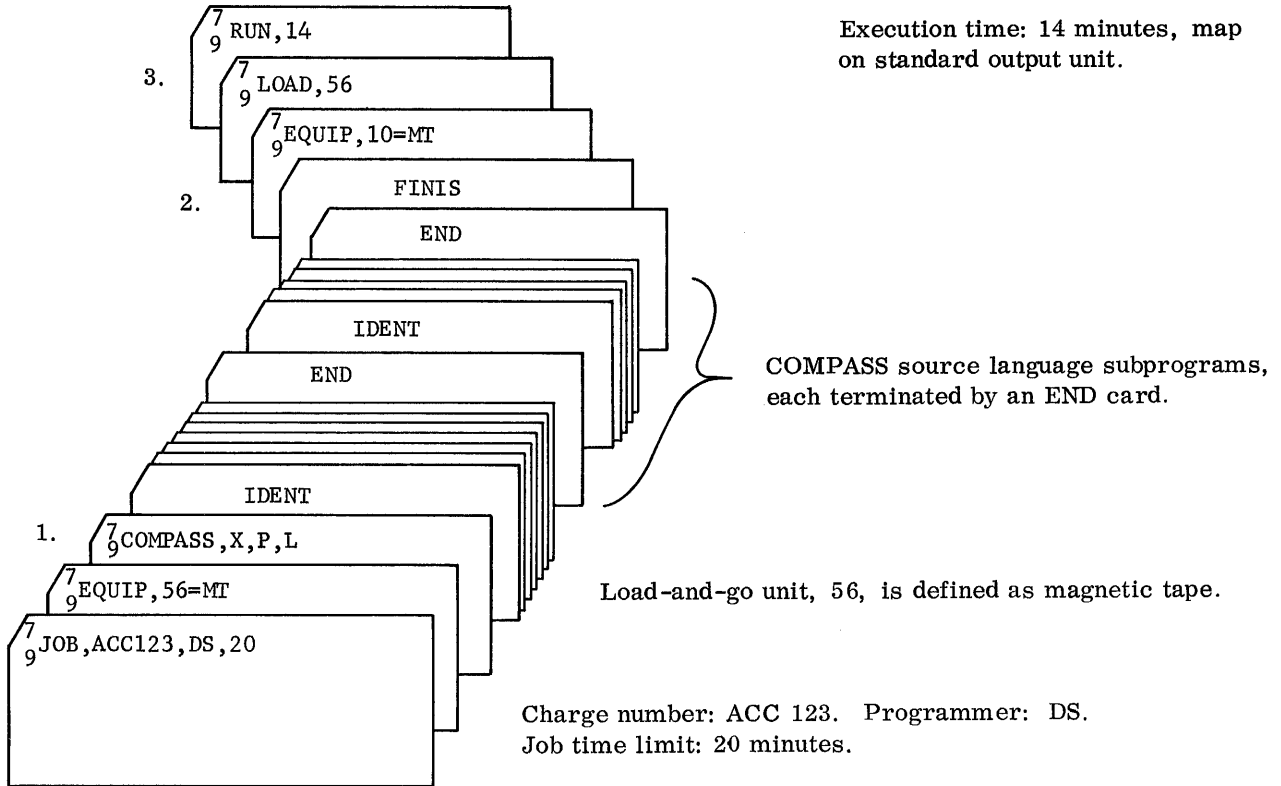 7
9 RUN,14
Execution time: 14 minutes, map
on standard output unit.
3.
7
9 LOAD,56
7
9 EQUIP,10=MT
2.
FINIS
END
IDENT
END
COMPASS source language subprograms,
each terminated by an END card.
IDENT
1.
7
9 COMPASS,X,P,L
7
9 EQUIP,56=MT
Load-and-go unit, 56, is defined as magnetic tape.
7
9 JOB,ACC123,DS,20
Charge number: ACC 123. Programmer: DS.
Job time limit: 20 minutes.